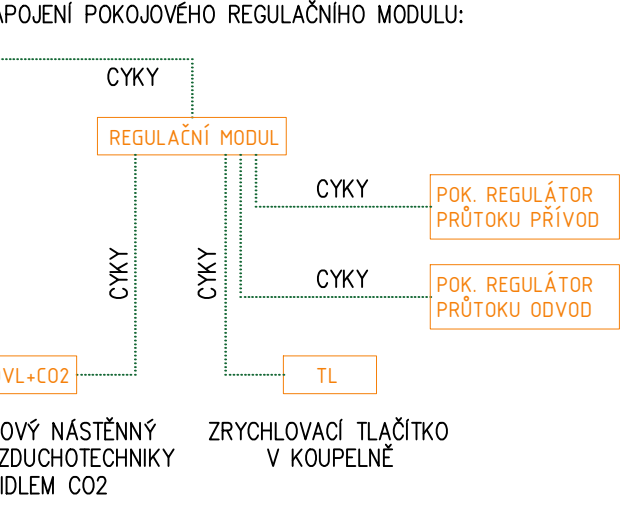 APOJENÍ POKOJOVÉHO REGULAČNÍHO MODULU:
CYKY
REGULAČNÍ MODUL
CYKY
POK. REGULÁTOR
PRŮTOKU PŘÍVOD
CYKY
CYKY
CYKY
POK. REGULÁTOR
PRŮTOKU ODVOD
OVL+CO2
TL
OVÝ NÁSTĚNNÝ
ZDUCHOTECHNIKY
IDLEM CO2
ZRYCHLOVACÍ TLAČÍTKO
V KOUPELNĚ